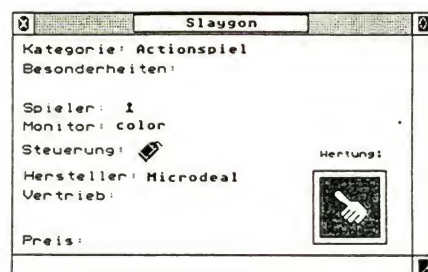 Slaygon
Kategorie: Actionspiel
Besonderheiten:
Spieler: 1
Monitor: color
Steuerung:
Wertung:
Hersteller: Microdeal
Vertrieb:
Preis: